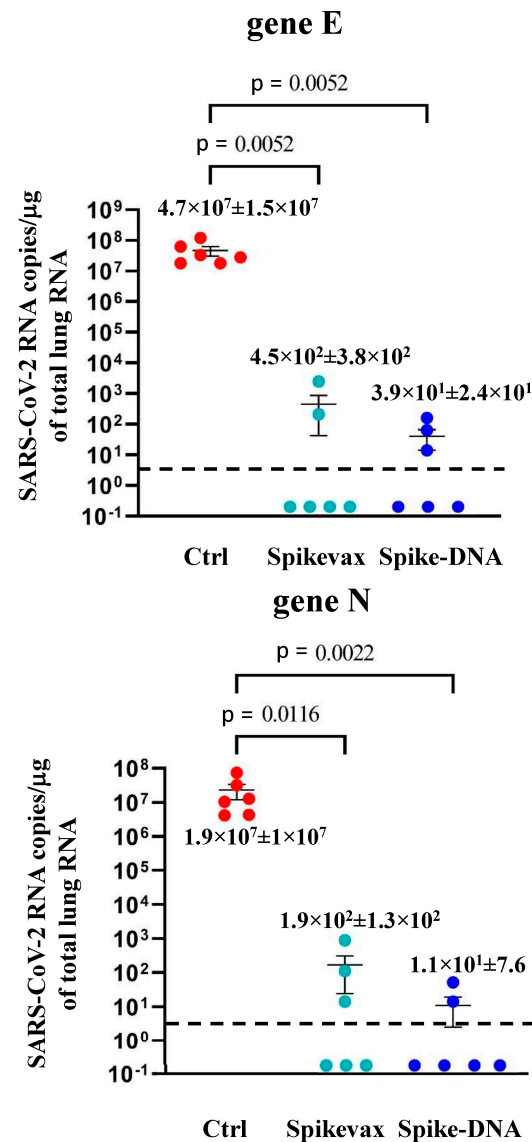 gene E
p = 0.0052
p = 0.0052
4.7×10⁷±1.5×10⁷
SARS-CoV-2 RNA copies/µg
of total lung RNA
10⁹
10⁸
10⁷
10⁶
10⁵
10⁴
10³
10²
10¹
10⁰
10⁻¹
4.5×10²±3.8×10²
3.9×10¹±2.4×10¹
Ctrl Spikevax Spike-DNA
gene N
p = 0.0022
p = 0.0116
SARS-CoV-2 RNA copies/µg
of total lung RNA
10⁸
10⁷
10⁶
10⁵
10⁴
10³
10²
10¹
10⁰
10⁻¹
1.9×10⁷±1×10⁷
1.9×10²±1.3×10²
1.1×10¹±7.6
Ctrl Spikevax Spike-DNA